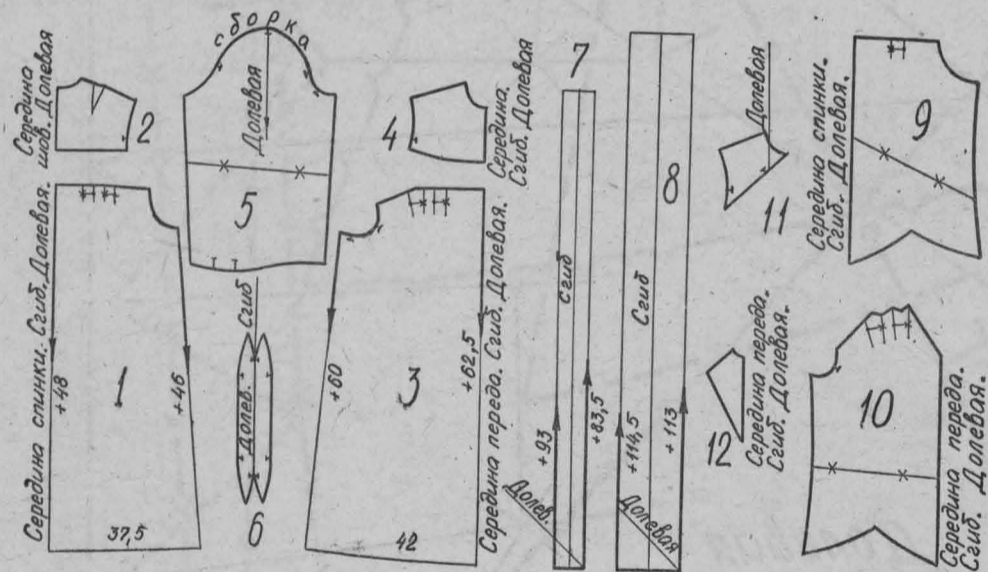 Середина
шов. Долевая
2
сборка
Долевая
5
4
Середина.
Сгиб. Долевая
7
8
Долевая
11
Середина спинки.
Сгиб. Долевая.
9
Середина спинки. Сгиб. Долевая.
+48
1
+46
37,5
Сгиб
Долев.
6
+60
3
+62,5
42
Середина переда. Сгиб. Долевая.
Сгиб
+93
+83,5
Долев.
Сгиб
+114,5
+113
Долевая
12
Середина переда.
Сгиб. Долевая.
10
Середина переда.
Сгиб. Долевая.